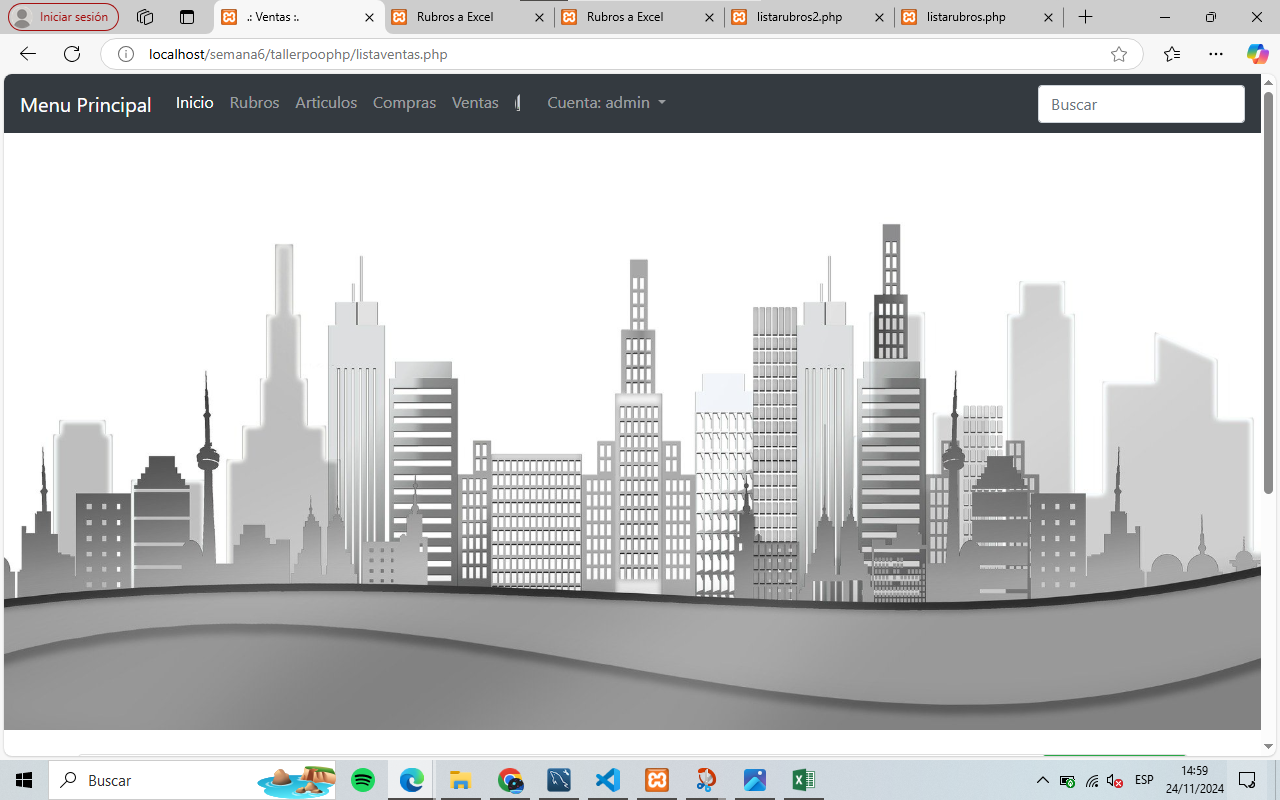 Iniciar sesión
.: Ventas :.
Rubros a Excel
Rubros a Excel
listarubros2.php
listarubros.php
localhost/semana6/tallerpoophp/listaventas.php
Menu Principal
Inicio
Rubros
Articulos
Compras
Ventas
Cuenta: admin
Buscar
Buscar
ESP
14:59
24/11/2024